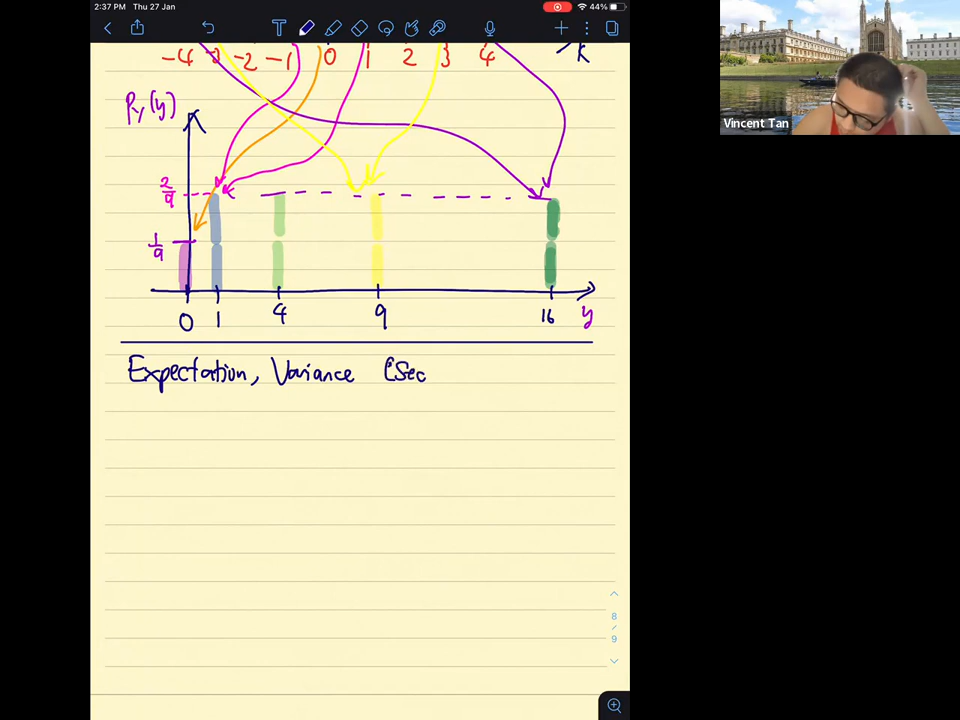 2:37 PM Thu 27 Jan
44%
T
-4 -3 -2 -1 0 1 2 3 4 k
Py(y)
2/9
1/9
0 1 4 9 16 y
Expectation, Variance (Sec
8
/
9
Vincent Tan